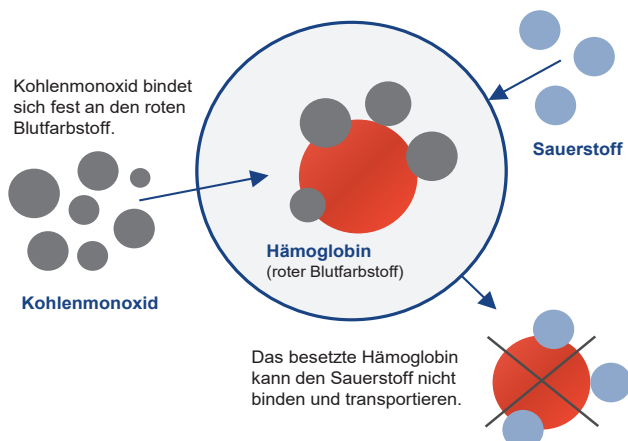 Kohlenmonoxid bindet
sich fest an den roten
Blutfarbstoff.
Sauerstoff
Hämoglobin
(roter Blutfarbstoff)
Kohlenmonoxid
Das besetzte Hämoglobin
kann den Sauerstoff nicht
binden und transportieren.